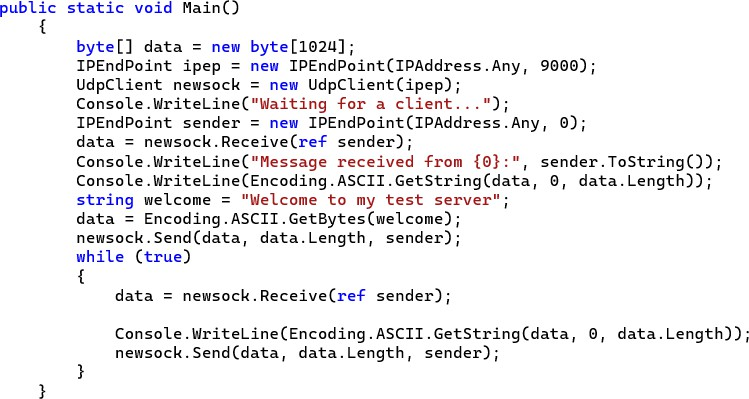 public static void Main()
{
byte[] data = new byte[1024];
IPEndPoint ipep = new IPEndPoint(IPAddress.Any, 9000);
UdpClient newsock = new UdpClient(ipep);
Console.WriteLine("Waiting for a client...");
IPEndPoint sender = new IPEndPoint(IPAddress.Any, 0);
data = newsock.Receive(ref sender);
Console.WriteLine("Message received from {0}:", sender.ToString());
Console.WriteLine(Encoding.ASCII.GetString(data, 0, data.Length));
string welcome = "Welcome to my test server";
data = Encoding.ASCII.GetBytes(welcome);
newsock.Send(data, data.Length, sender);
while (true)
{
data = newsock.Receive(ref sender);
Console.WriteLine(Encoding.ASCII.GetString(data, 0, data.Length));
newsock.Send(data, data.Length, sender);
}
}